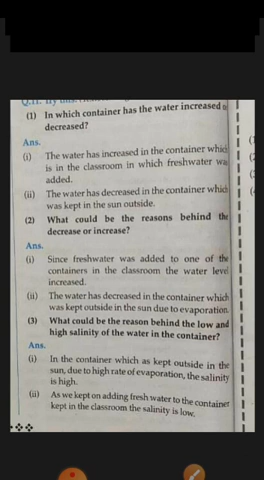 (1) In which container has the water increased
decreased?
Ans.
(i) The water has increased in the container
is in the classroom in which freshwater
added.
(ii) The water has decreased in the container
was kept in the sun outside.
(2) What could be the reasons behind the
decrease or increase?
Ans.
(i) Since freshwater was added to one of the
containers in the classroom the water level
increased.
(ii) The water has decreased in the container which
was kept outside in the sun due to evaporation.
(3) What could be the reason behind the low and
high salinity of the water in the container?
Ans.
(i) In the container which as kept outside in the
sun, due to high rate of evaporation, the salinity
is high.
(ii) As we kept on adding fresh water to the container
kept in the classroom the salinity is low.